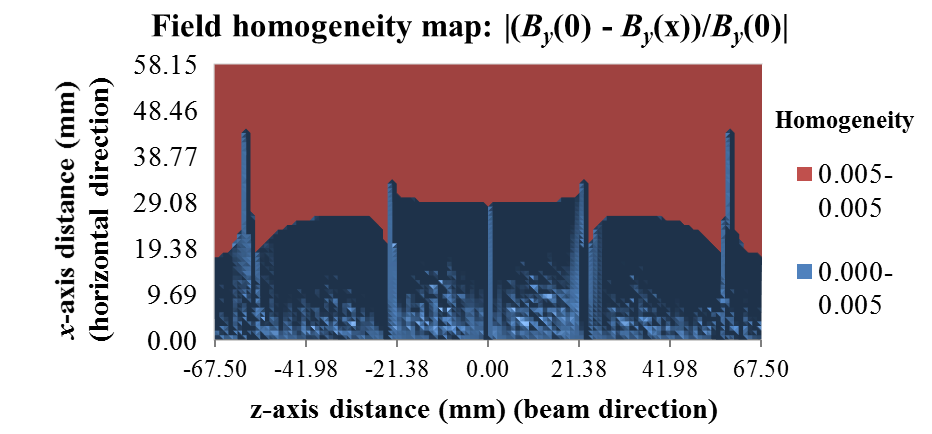 Field homogeneity map: |(By(0) - By(x))/By(0)|
58.15
48.46
38.77
29.08
19.38
9.69
0.00
x-axis distance (mm)
(horizontal direction)
-67.50 -41.98 -21.38 0.00 21.38 41.98 67.50
z-axis distance (mm) (beam direction)
Homogeneity
0.005-
0.005
0.000-
0.005